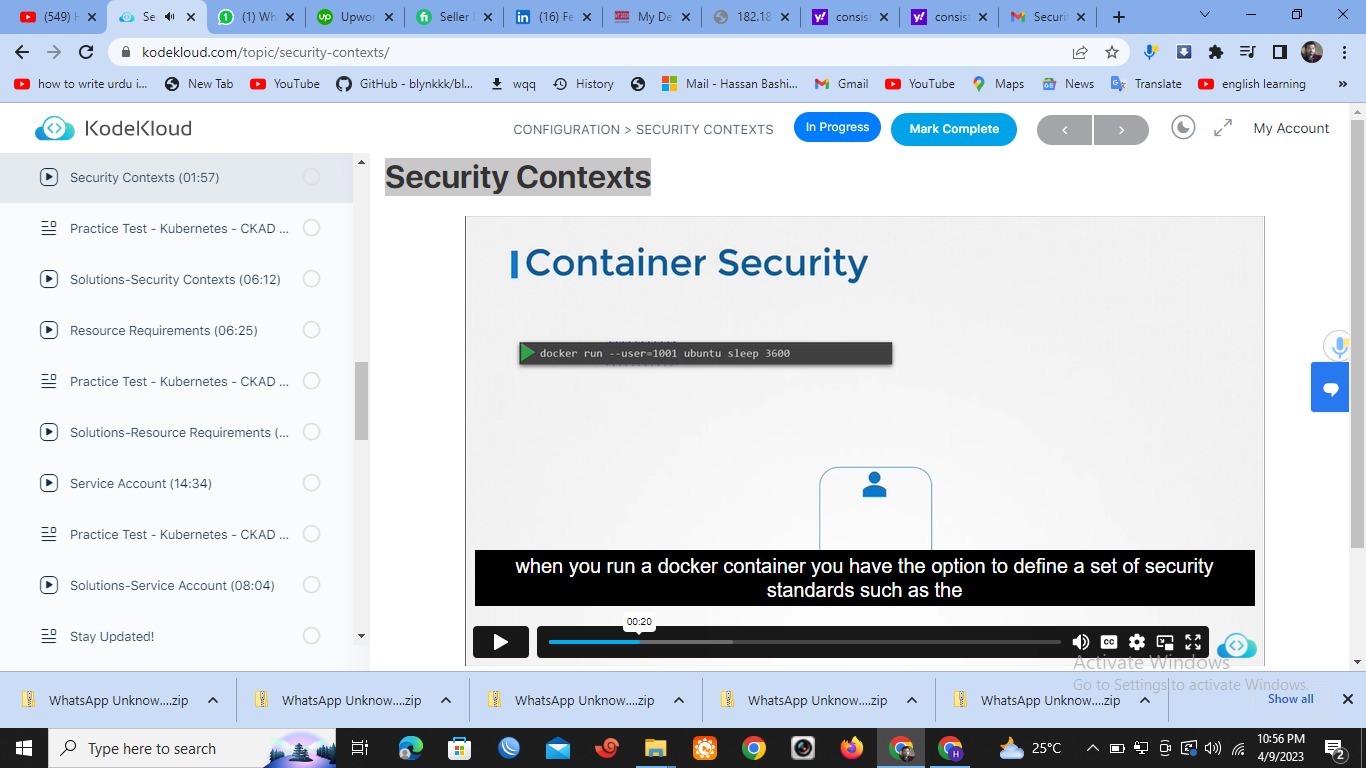 (549) H
Se
(1) Wh
Upwor
Seller
(16) Fe
My De
182.18
consist
consist
Securit
kodekloud.com/topic/security-contexts/
how to write urdu i...
New Tab
YouTube
GitHub - blynkkk/bl...
wqq
History
Mail - Hassan Bashi...
Gmail
YouTube
Maps
News
Translate
english learning
»
KodeKloud
CONFIGURATION > SECURITY CONTEXTS
In Progress
Mark Complete
My Account
Security Contexts (01:57)
Practice Test - Kubernetes - CKAD ...
Solutions-Security Contexts (06:12)
Resource Requirements (06:25)
Practice Test - Kubernetes - CKAD ...
Solutions-Resource Requirements (...
Service Account (14:34)
Practice Test - Kubernetes - CKAD ...
Solutions-Service Account (08:04)
Stay Updated!
Security Contexts
Container Security
docker run --user=1001 ubuntu sleep 3600
when you run a docker container you have the option to define a set of security
standards such as the
00:20
CC
Activate Windows
Go to Settings to activate Windows.
WhatsApp Unknow....zip
WhatsApp Unknow....zip
WhatsApp Unknow....zip
WhatsApp Unknow....zip
WhatsApp Unknow....zip
Show all
Type here to search
25°C
10:56 PM
4/9/2023
2